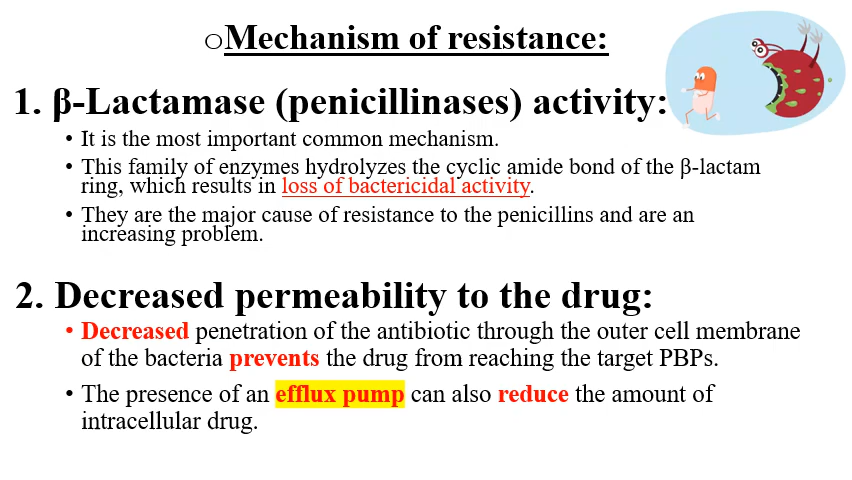 oMechanism of resistance:
1. β-Lactamase (penicillinases) activity:
• It is the most important common mechanism.
• This family of enzymes hydrolyzes the cyclic amide bond of the β-lactam
ring, which results in loss of bactericidal activity.
• They are the major cause of resistance to the penicillins and are an
increasing problem.
2. Decreased permeability to the drug:
• Decreased penetration of the antibiotic through the outer cell membrane
of the bacteria prevents the drug from reaching the target PBPs.
• The presence of an efflux pump can also reduce the amount of
intracellular drug.